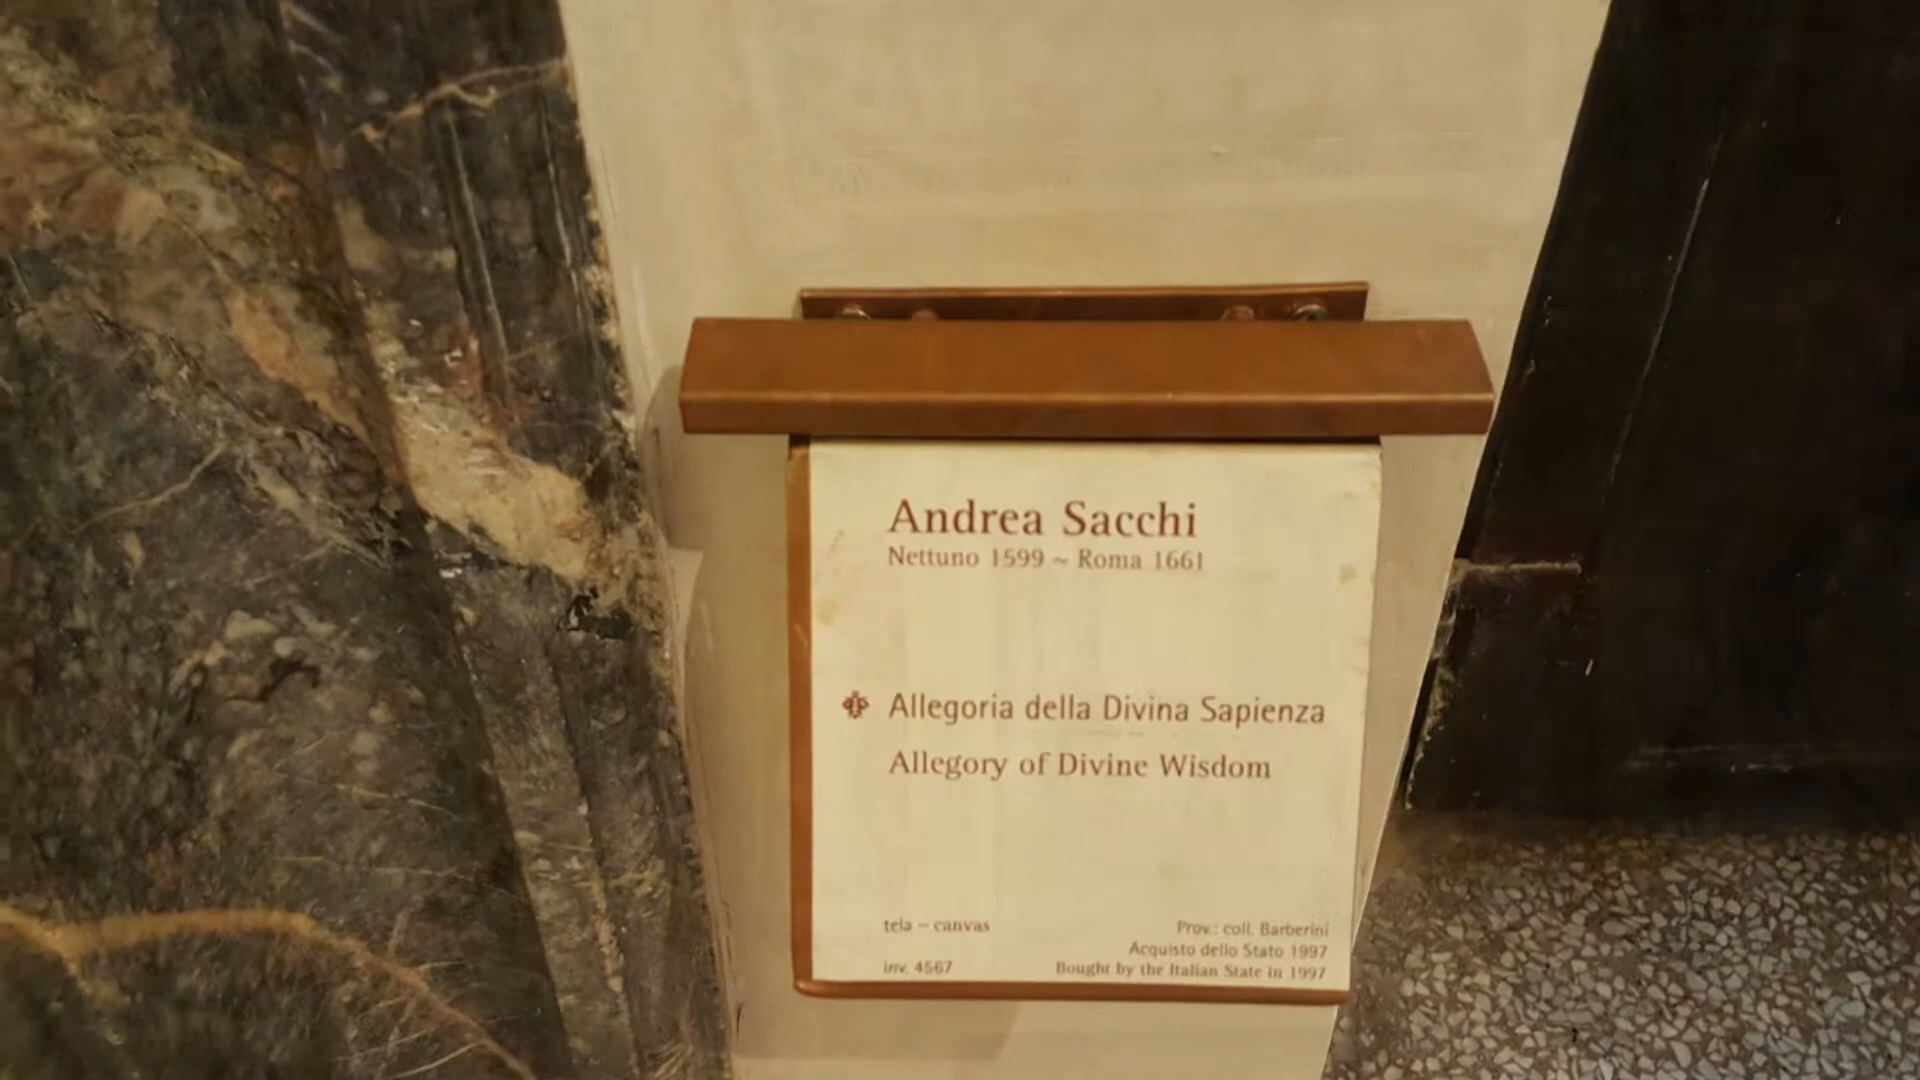 Andrea Sacchi
Nettuno 1599 ~ Roma 1661
Allegoria della Divina Sapienza
Allegory of Divine Wisdom
tela – canvas
inv. 4567
Prov.: coll. Barberini
Acquisto dello Stato 1997
Bought by the Italian State in 1997